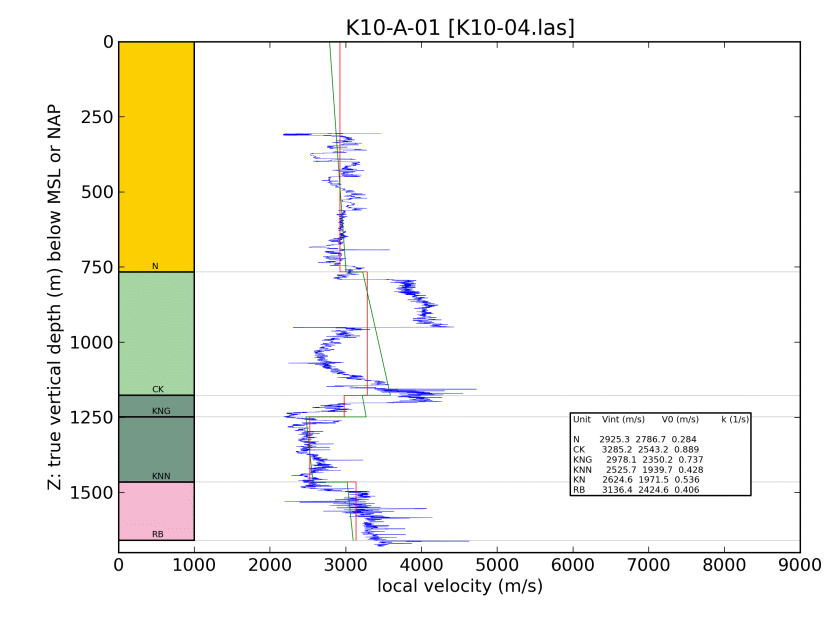 K10-A-01 [K10-04.las]
Z: true vertical depth (m) below MSL or NAP
0
250
500
750
1000
1250
1500
N
CK
KNG
KNN
RB
Unit Vint (m/s) V0 (m/s) k (1/s)
N 2925.3 2786.7 0.284
CK 3285.2 2543.2 0.889
KNG 2978.1 2350.2 0.737
KNN 2525.7 1939.7 0.428
KN 2624.6 1971.5 0.536
RB 3136.4 2424.6 0.406
0 1000 2000 3000 4000 5000 6000 7000 8000 9000
local velocity (m/s)